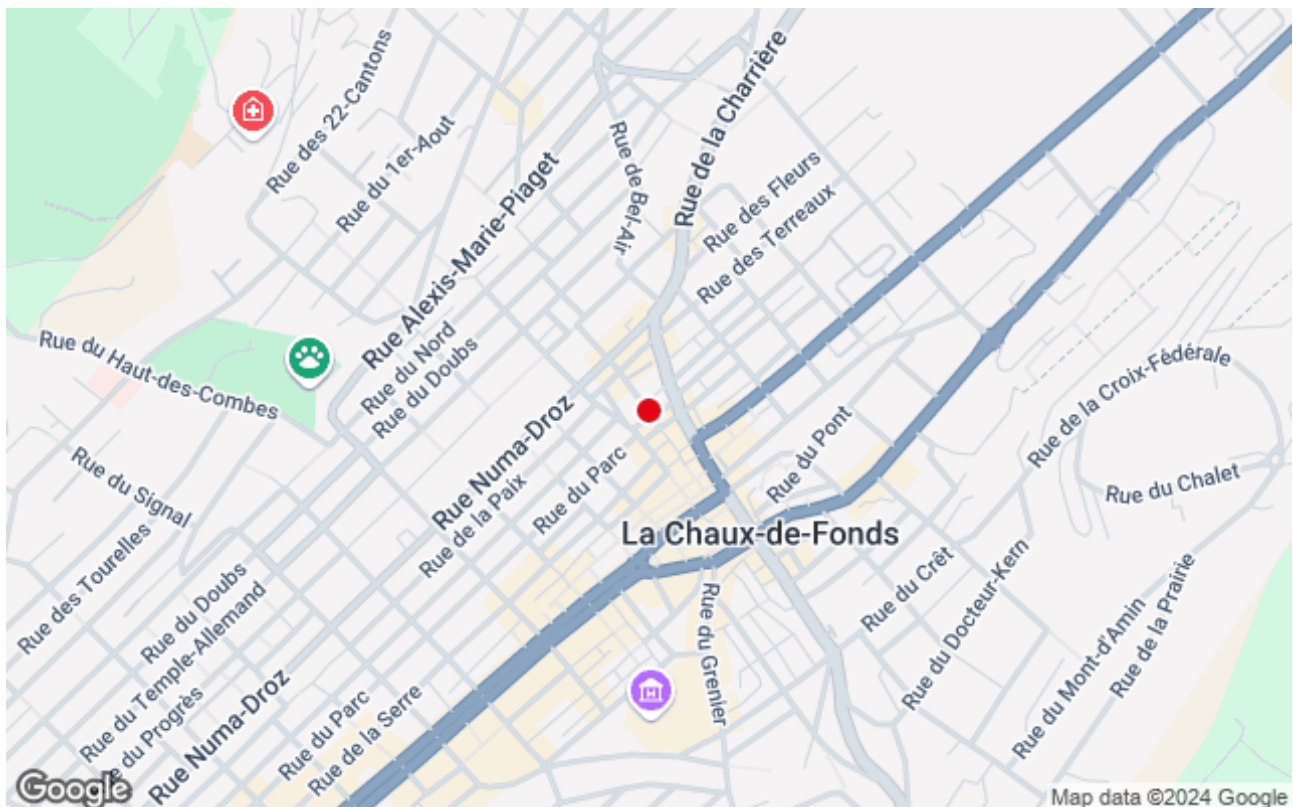 Rue des 22-Cantons
Rue du 1er-Aout
Rue de Bel-Air
Rue de la Charrière
Rue des Fleurs
Rue des Terreaux
Rue Alexis-Marie-Piaget
Rue du Nord
Rue du Doubs
Rue du Haut-des-Combes
Rue de la Croix-Fédérale
Rue Numa-Droz
Rue du Pont
Rue du Parc
Rue de la Paix
Rue du Signal
Rue du Chalet
La Chaux-de-Fonds
Rue des Tourelles
Rue du Doubs
Rue du Temple-Allemand
Rue du Crêt
Rue du Docteur-Kern
Rue du Grenier
Rue du Mont-d'Amin
Rue de la Prairie
Rue du Progrès
Rue Numa-Droz
Rue du Parc
Rue de la Serre
Google
Map data ©2024 Google